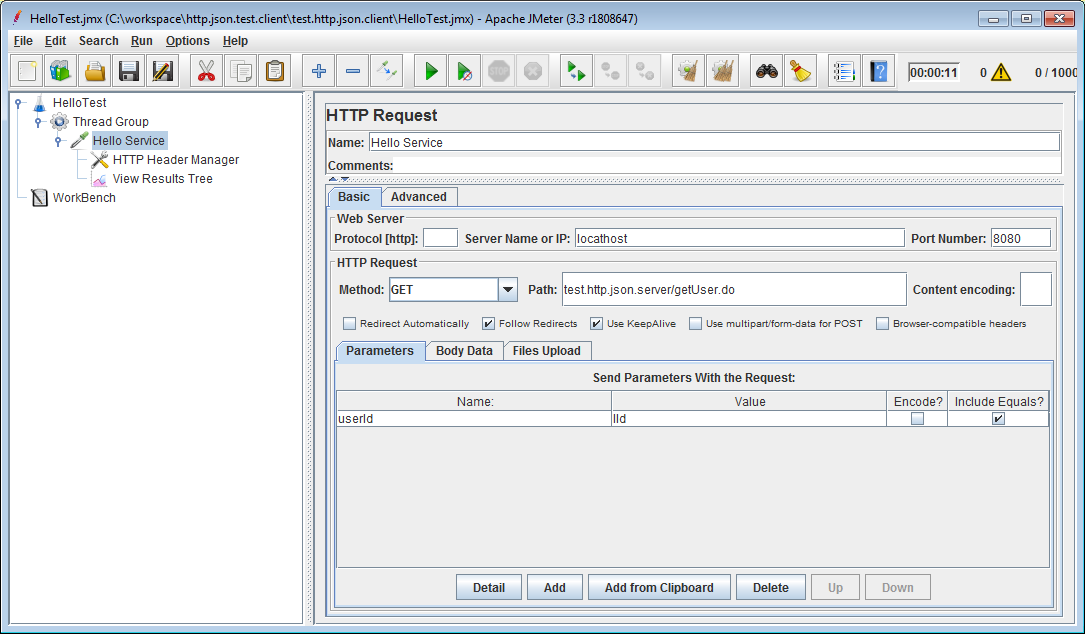 HelloTest.jmx (C:\workspace\http.json.test.client\test.http.json.client\HelloTest.jmx) - Apache JMeter (3.3 r1808647)
File Edit Search Run Options Help
STOP 00:00:11 0 0 / 1000
HelloTest
Thread Group
Hello Service
HTTP Header Manager
View Results Tree
WorkBench
HTTP Request
Name: Hello Service
Comments:
Basic Advanced
Web Server
Protocol [http]: Server Name or IP: locathost Port Number: 8080
HTTP Request
Method: GET Path: test.http.json.server/getUser.do Content encoding:
Redirect Automatically Follow Redirects Use KeepAlive Use multipart/form-data for POST Browser-compatible headers
Parameters Body Data Files Upload
Send Parameters With the Request:
Name: Value Encode? Include Equals?
userId lld
Detail Add Add from Clipboard Delete Up Down